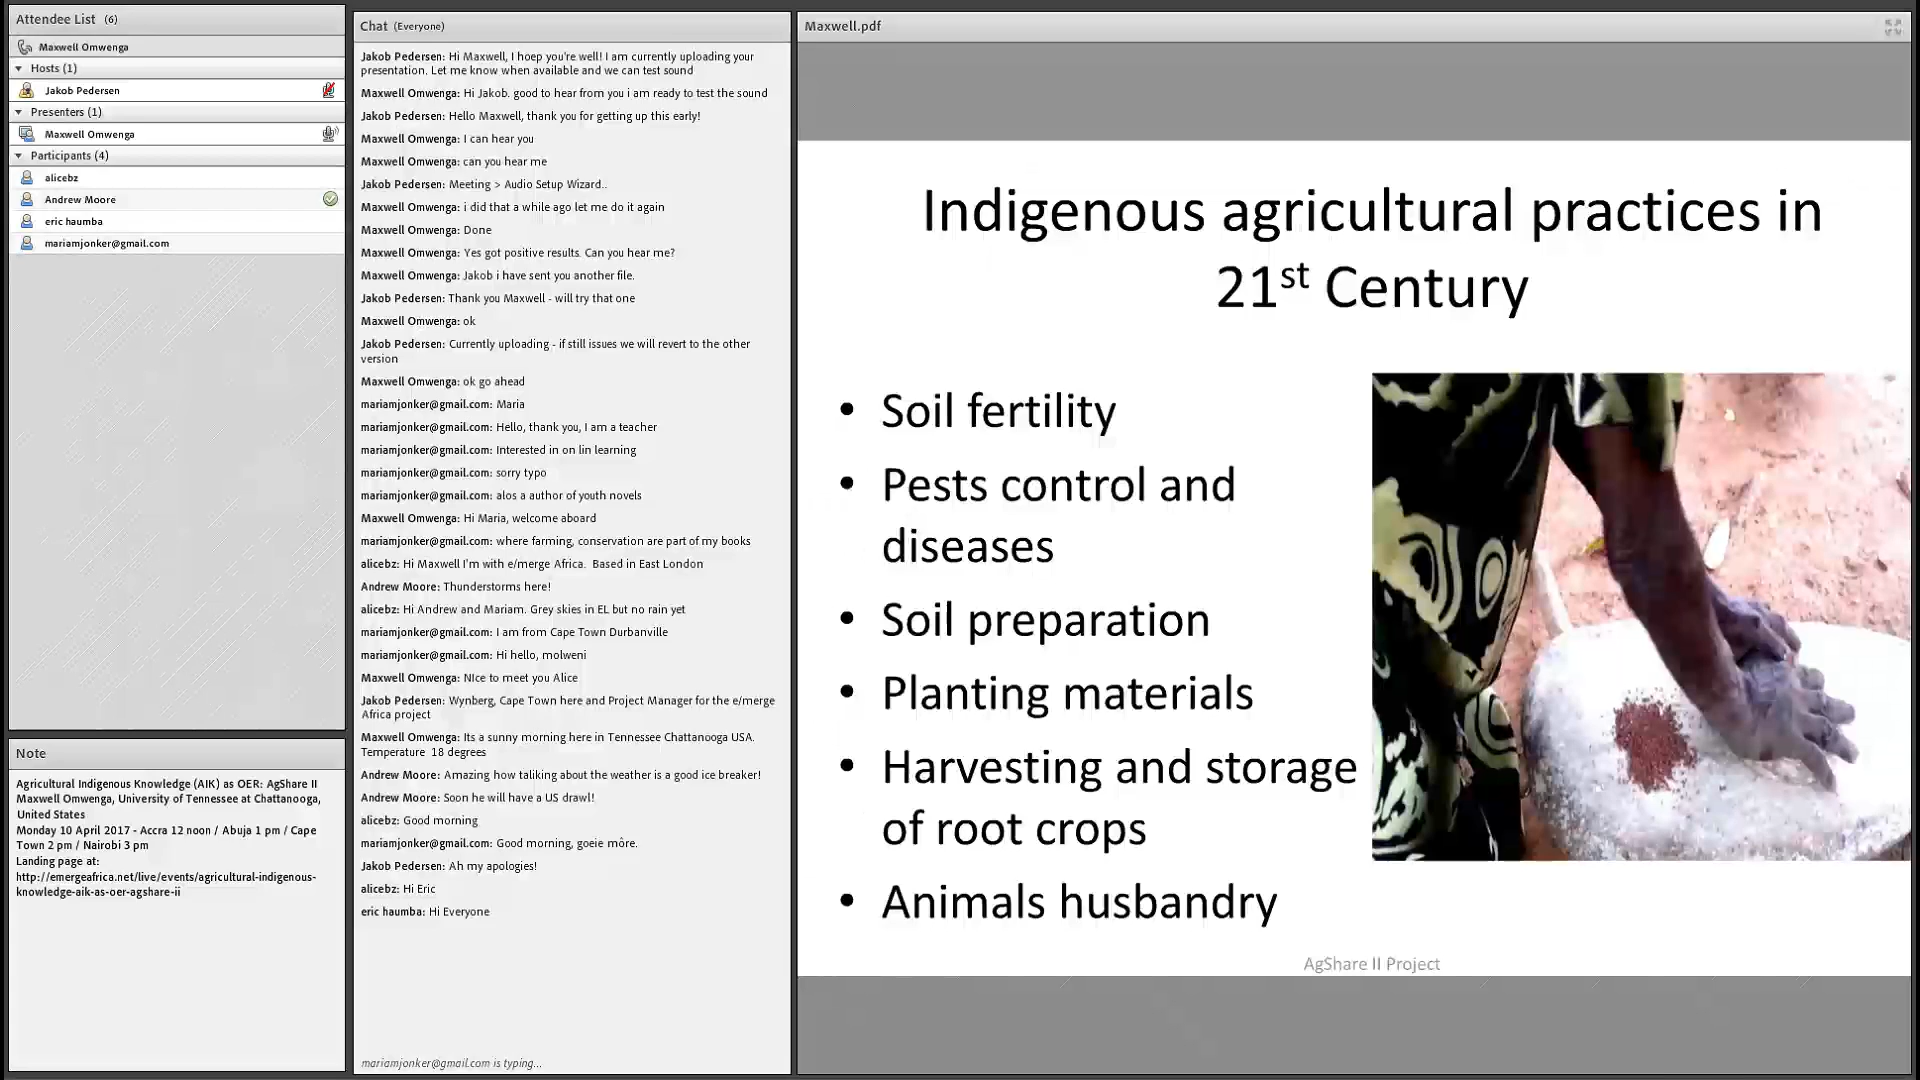 Attendee List (6)
Maxwell Omwenga
Hosts (1)
Jakob Pedersen
Presenters (1)
Maxwell Omwenga
Participants (4)
alicebz
Andrew Moore
eric haumba
mariamjonker@gmail.com
Note
Agricultural Indigenous Knowledge (AIK) as OER: AgShare II
Maxwell Omwenga, University of Tennessee at Chattanooga,
United States
Monday 10 April 2017 - Accra 12 noon / Abuja 1 pm / Cape
Town 2 pm / Nairobi 3 pm
Landing page at:
http://emergeafrica.net/live/events/agricultural-indigenous-
knowledge-aik-as-oer-agshare-ii
Chat (Everyone)
Jakob Pedersen: Hi Maxwell, I hoep you're well! I am currently uploading your
presentation. Let me know when available and we can test sound
Maxwell Omwenga: Hi Jakob. good to hear from you i am ready to test the sound
Jakob Pedersen: Hello Maxwell, thank you for getting up this early!
Maxwell Omwenga: I can hear you
Maxwell Omwenga: can you hear me
Jakob Pedersen: Meeting > Audio Setup Wizard..
Maxwell Omwenga: i did that a while ago let me do it again
Maxwell Omwenga: Done
Maxwell Omwenga: Yes got positive results. Can you hear me?
Maxwell Omwenga: Jakob i have sent you another file.
Jakob Pedersen: Thank you Maxwell - will try that one
Maxwell Omwenga: ok
Jakob Pedersen: Currently uploading - if still issues we will revert to the other
version
Maxwell Omwenga: ok go ahead
mariamjonker@gmail.com: Maria
mariamjonker@gmail.com: Hello, thank you, I am a teacher
mariamjonker@gmail.com: Interested in on lin learning
mariamjonker@gmail.com: sorry typo
mariamjonker@gmail.com: alos a author of youth novels
Maxwell Omwenga: Hi Maria, welcome aboard
mariamjonker@gmail.com: where farming, conservation are part of my books
alicebz: Hi Maxwell I'm with e/merge Africa.  Based in East London
Andrew Moore: Thunderstorms here!
alicebz: Hi Andrew and Mariam. Grey skies in EL but no rain yet
mariamjonker@gmail.com: I am from Cape Town Durbanville
mariamjonker@gmail.com: Hi hello, molweni
Maxwell Omwenga: NIce to meet you Alice
Jakob Pedersen: Wynberg, Cape Town here and Project Manager for the e/merge
Africa project
Maxwell Omwenga: Its a sunny morning here in Tennessee Chattanooga USA.
Temperature  18 degrees
Andrew Moore: Amazing how taliking about the weather is a good ice breaker!
Andrew Moore: Soon he will have a US drawl!
alicebz: Good morning
mariamjonker@gmail.com: Good morning, goeie môre.
Jakob Pedersen: Ah my apologies!
alicebz: Hi Eric
eric haumba: Hi Everyone
mariamjonker@gmail.com is typing...
Maxwell.pdf
Indigenous agricultural practices in
21st Century
• Soil fertility
• Pests control and
diseases
• Soil preparation
• Planting materials
• Harvesting and storage
of root crops
• Animals husbandry
AgShare II Project